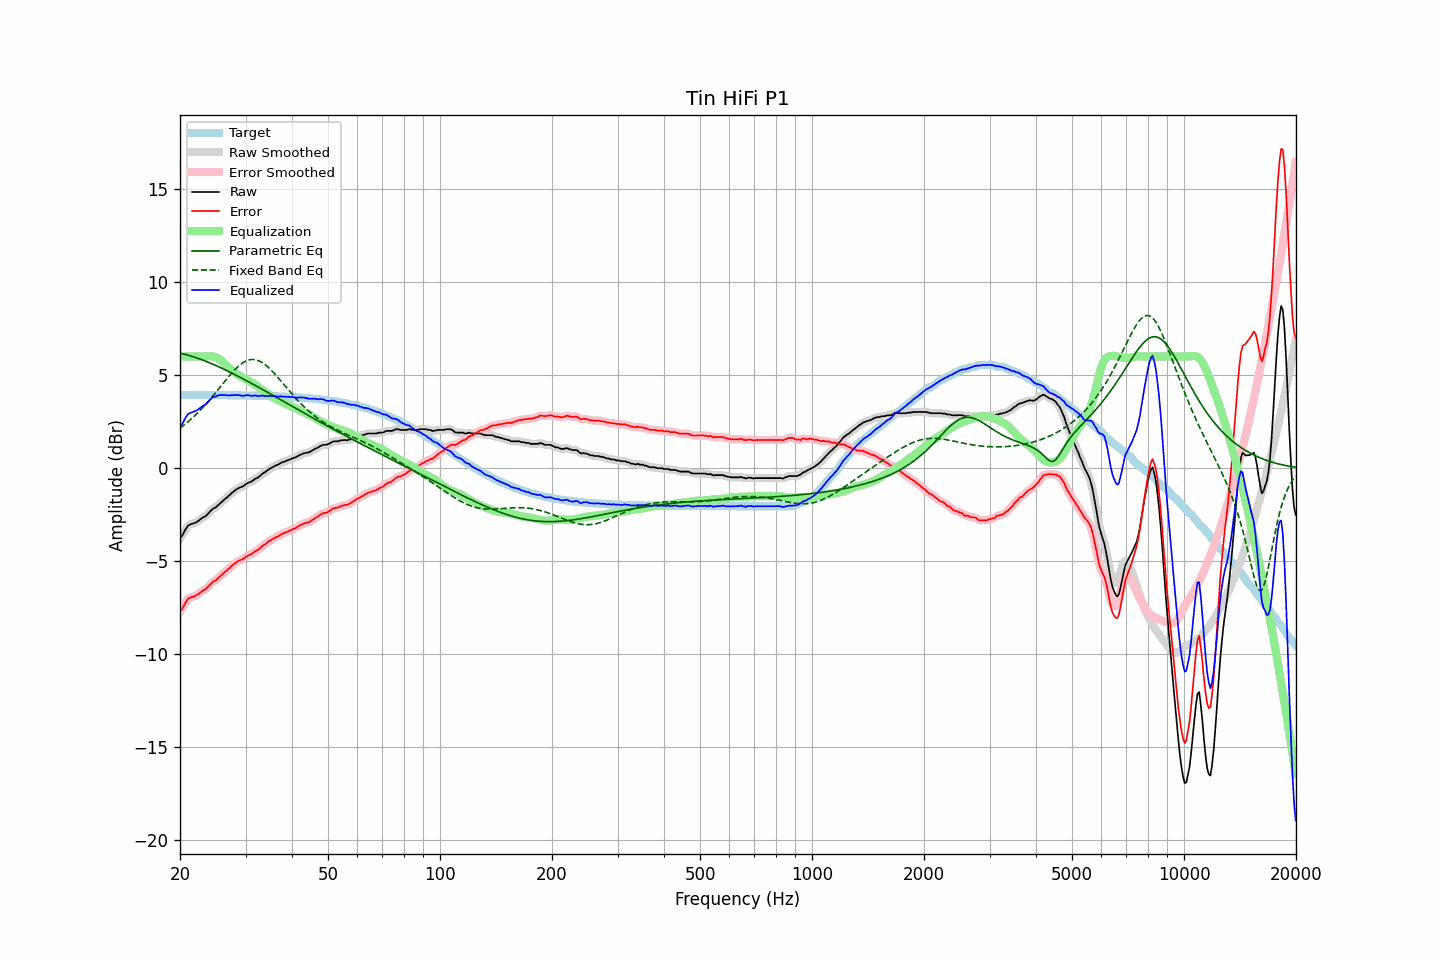 Tin HiFi P1
Target
Raw Smoothed
Error Smoothed
Raw
Error
Equalization
Parametric Eq
Fixed Band Eq
Equalized
15
10
5
0
−5
−10
−15
−20
Amplitude (dBr)
20 50 100 200 500 1000 2000 5000 10000 20000
Frequency (Hz)